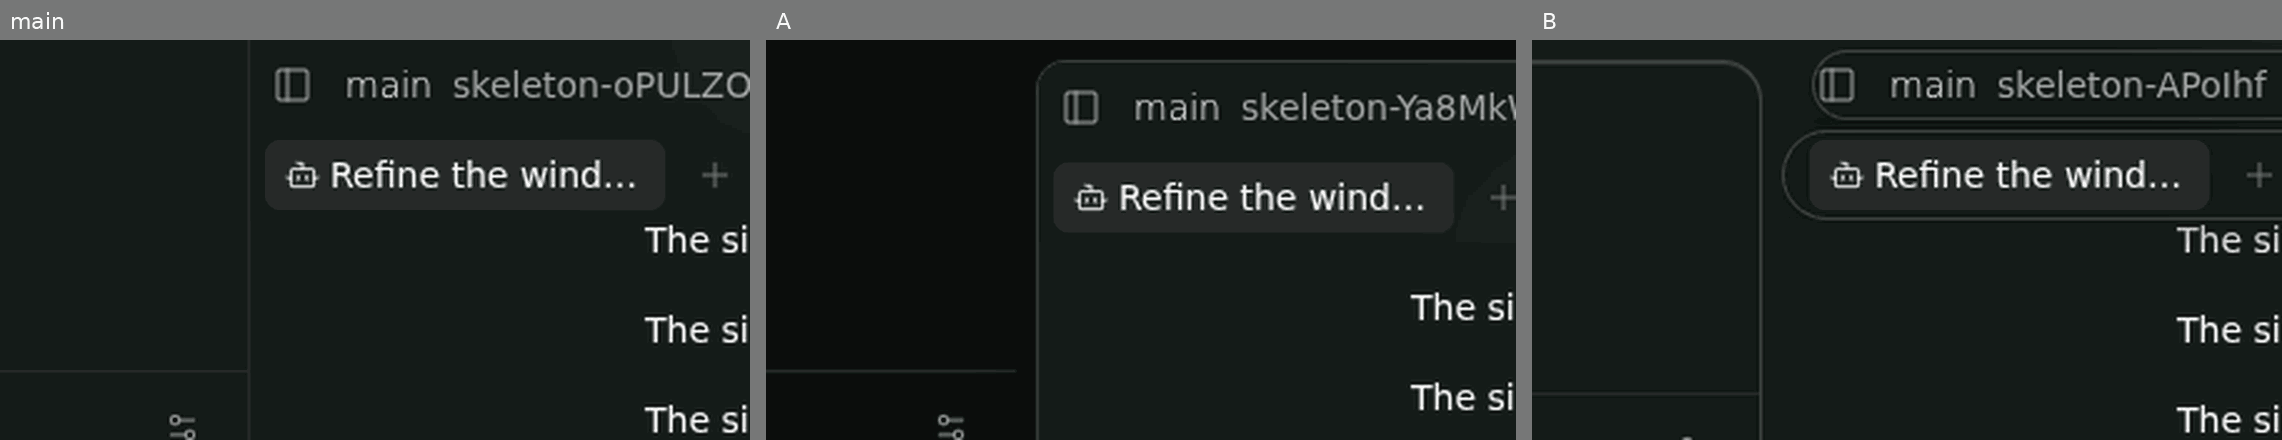 main
A
B
main skeleton-oPULZO
main skeleton-Ya8Mk
main skeleton-APoIhf
Refine the wind...
Refine the wind...
Refine the wind...
The si
The si
The si
The si
The si
The si
The si
The si